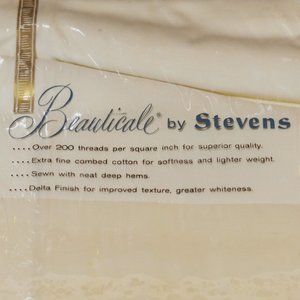 Beauticale® by Stevens
....Over 200 threads per square inch for superior quality.
....Extra fine combed cotton for softness and lighter weight.
....Sewn with neat deep hems.
....Delta Finish for improved texture, greater whiteness.